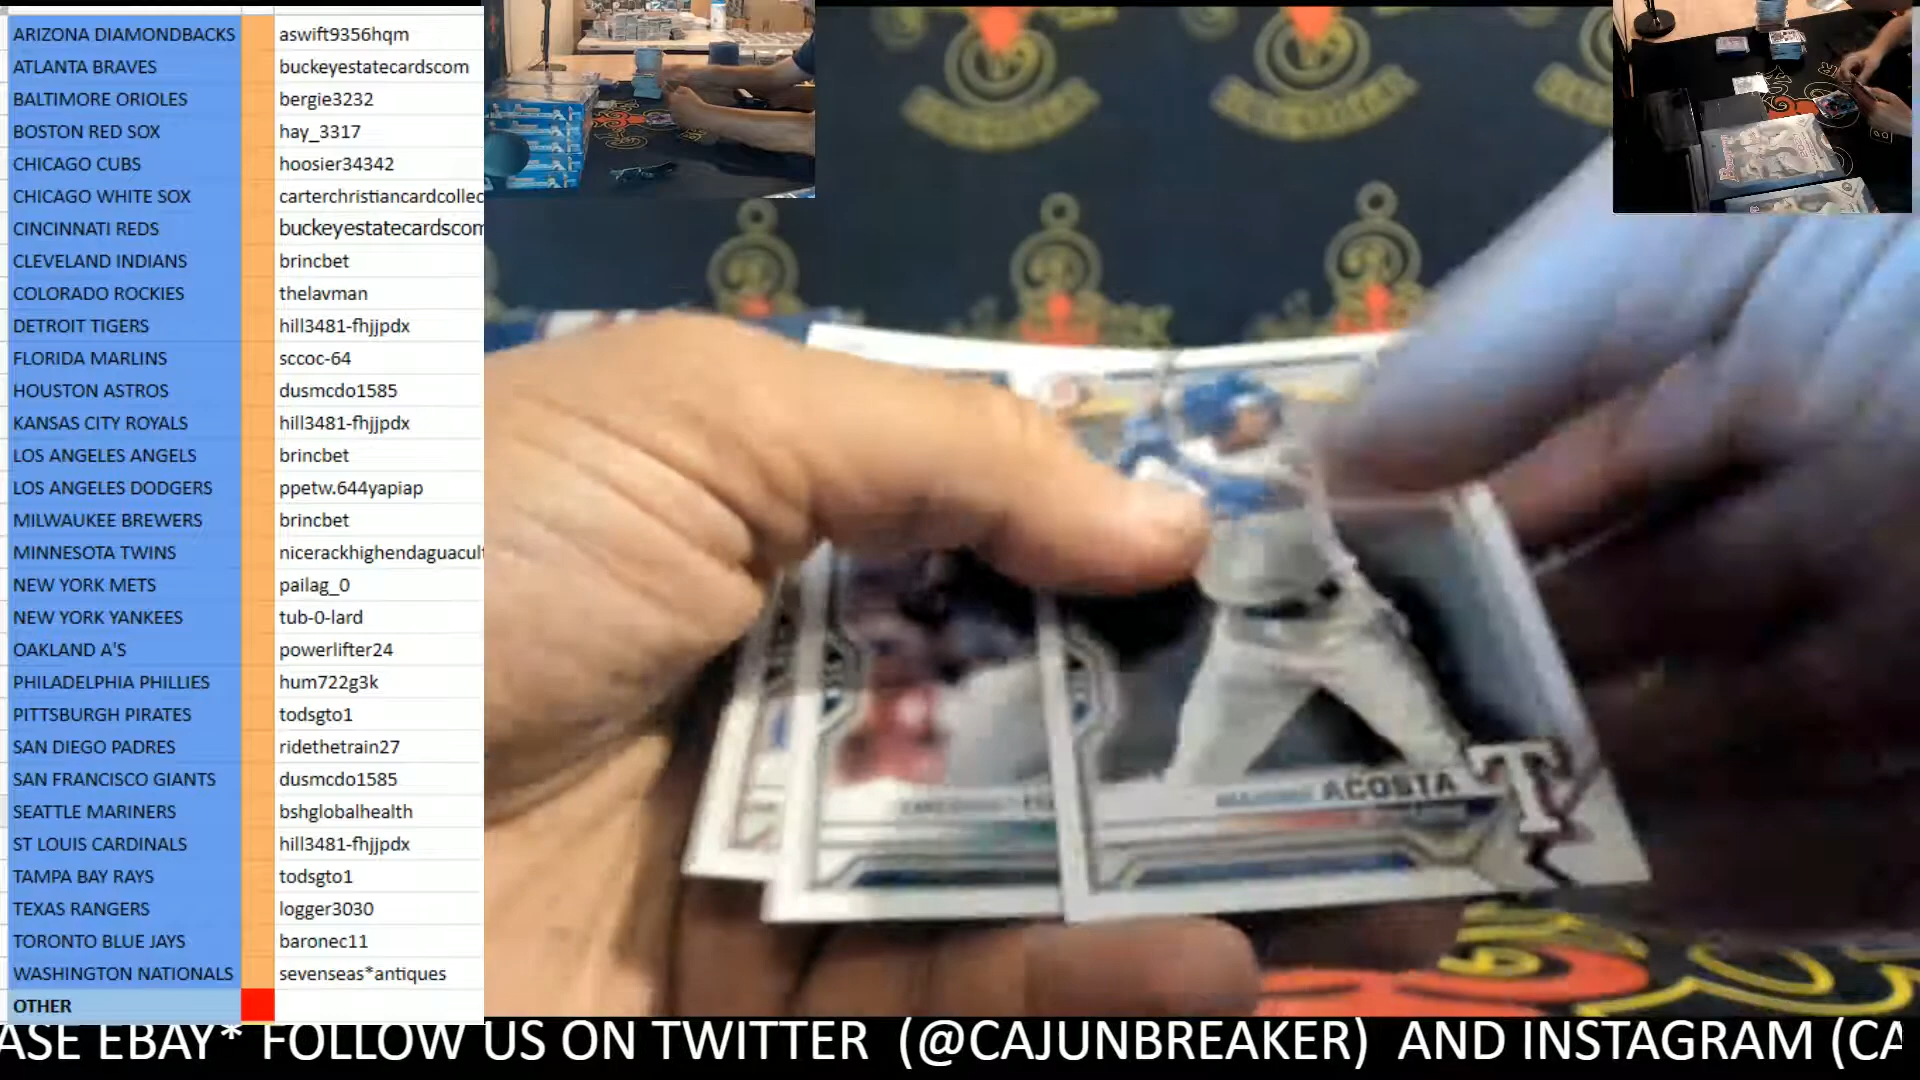 ARIZONA DIAMONDBACKS aswift9356hqm
ATLANTA BRAVES buckeyestatecardscom
BALTIMORE ORIOLES bergie3232
BOSTON RED SOX hay_3317
CHICAGO CUBS hoosier34342
CHICAGO WHITE SOX carterchristiancardcollec
CINCINNATI REDS buckeyestatecardscom
CLEVELAND INDIANS brincbet
COLORADO ROCKIES thelavman
DETROIT TIGERS hill3481-fhjjpdx
FLORIDA MARLINS sccoc-64
HOUSTON ASTROS dusmcdo1585
KANSAS CITY ROYALS hill3481-fhjjpdx
LOS ANGELES ANGELS brincbet
LOS ANGELES DODGERS ppetw.644yapiap
MILWAUKEE BREWERS brincbet
MINNESOTA TWINS nicerackhighendaguacult
NEW YORK METS pailag_0
NEW YORK YANKEES tub-0-lard
OAKLAND A'S powerlifter24
PHILADELPHIA PHILLIES hum722g3k
PITTSBURGH PIRATES todsgto1
SAN DIEGO PADRES ridethetrain27
SAN FRANCISCO GIANTS dusmcdo1585
SEATTLE MARINERS bshglobalhealth
ST LOUIS CARDINALS hill3481-fhjjpdx
TAMPA BAY RAYS todsgto1
TEXAS RANGERS logger3030
TORONTO BLUE JAYS baronec11
WASHINGTON NATIONALS sevenseas*antiques
OTHER
ACOSTA
T
ASE EBAY* FOLLOW US ON TWITTER (@CAJUNBREAKER) AND INSTAGRAM (CA